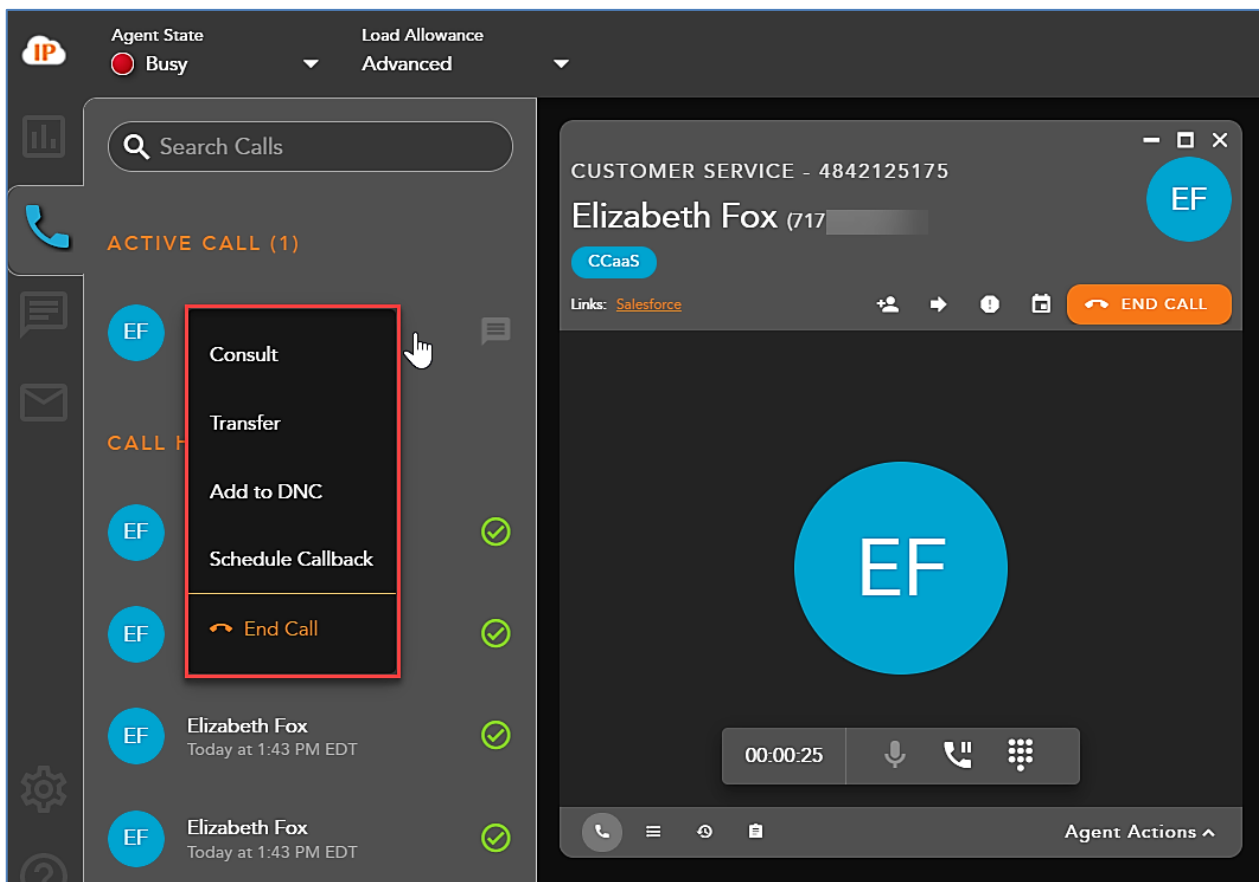 IP
Agent State
Busy
Load Allowance
Advanced
Search Calls
ACTIVE CALL (1)
EF
Consult
Transfer
Add to DNC
Schedule Callback
End Call
CALL H
EF
EF
EF
Elizabeth Fox
Today at 1:43 PM EDT
EF
Elizabeth Fox
Today at 1:43 PM EDT
CUSTOMER SERVICE - 4842125175
Elizabeth Fox (717
EF
CCaaS
Links: Salesforce
END CALL
EF
00:00:25
Agent Actions